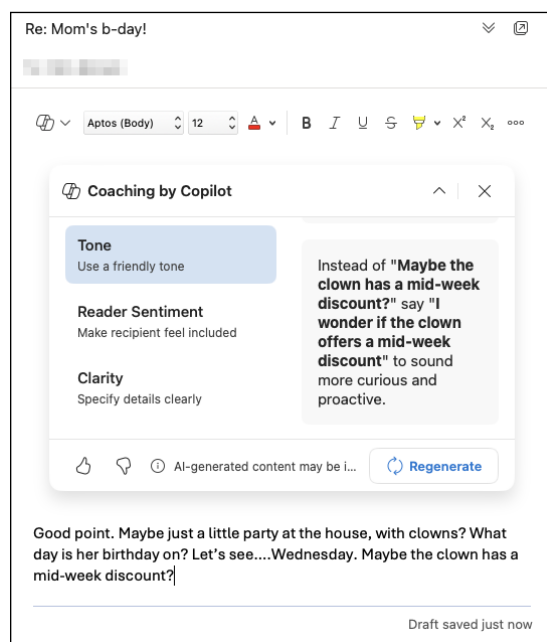 Re: Mom's b-day!
Aptos (Body) 12 A B I U S X² X₂
Coaching by Copilot
Tone
Use a friendly tone
Reader Sentiment
Make recipient feel included
Clarity
Specify details clearly
Instead of "Maybe the
clown has a mid-week
discount?" say "I
wonder if the clown
offers a mid-week
discount" to sound
more curious and
proactive.
AI-generated content may be i...
Regenerate
Good point. Maybe just a little party at the house, with clowns? What
day is her birthday on? Let's see....Wednesday. Maybe the clown has a
mid-week discount?
Draft saved just now